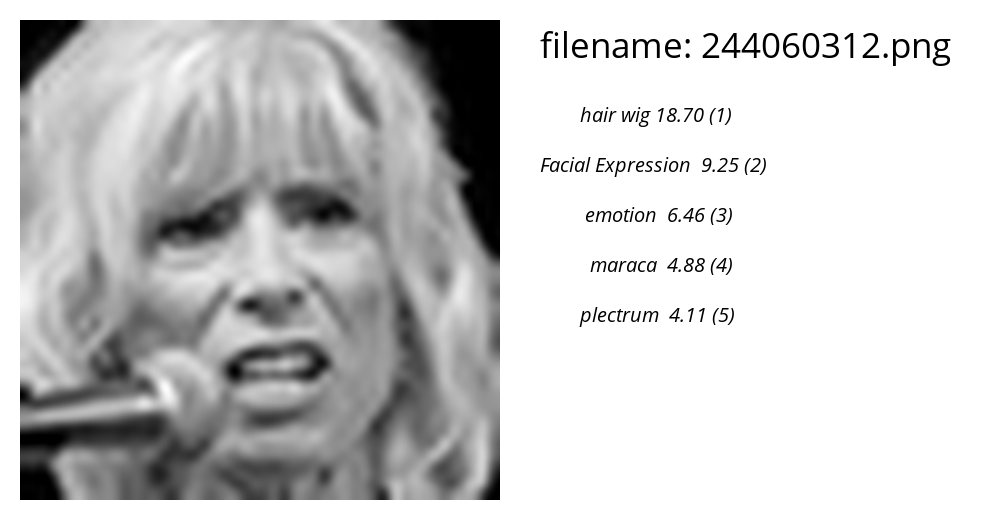 filename: 244060312.png
hair wig 18.70 (1)
Facial Expression 9.25 (2)
emotion 6.46 (3)
maraca 4.88 (4)
plectrum 4.11 (5)